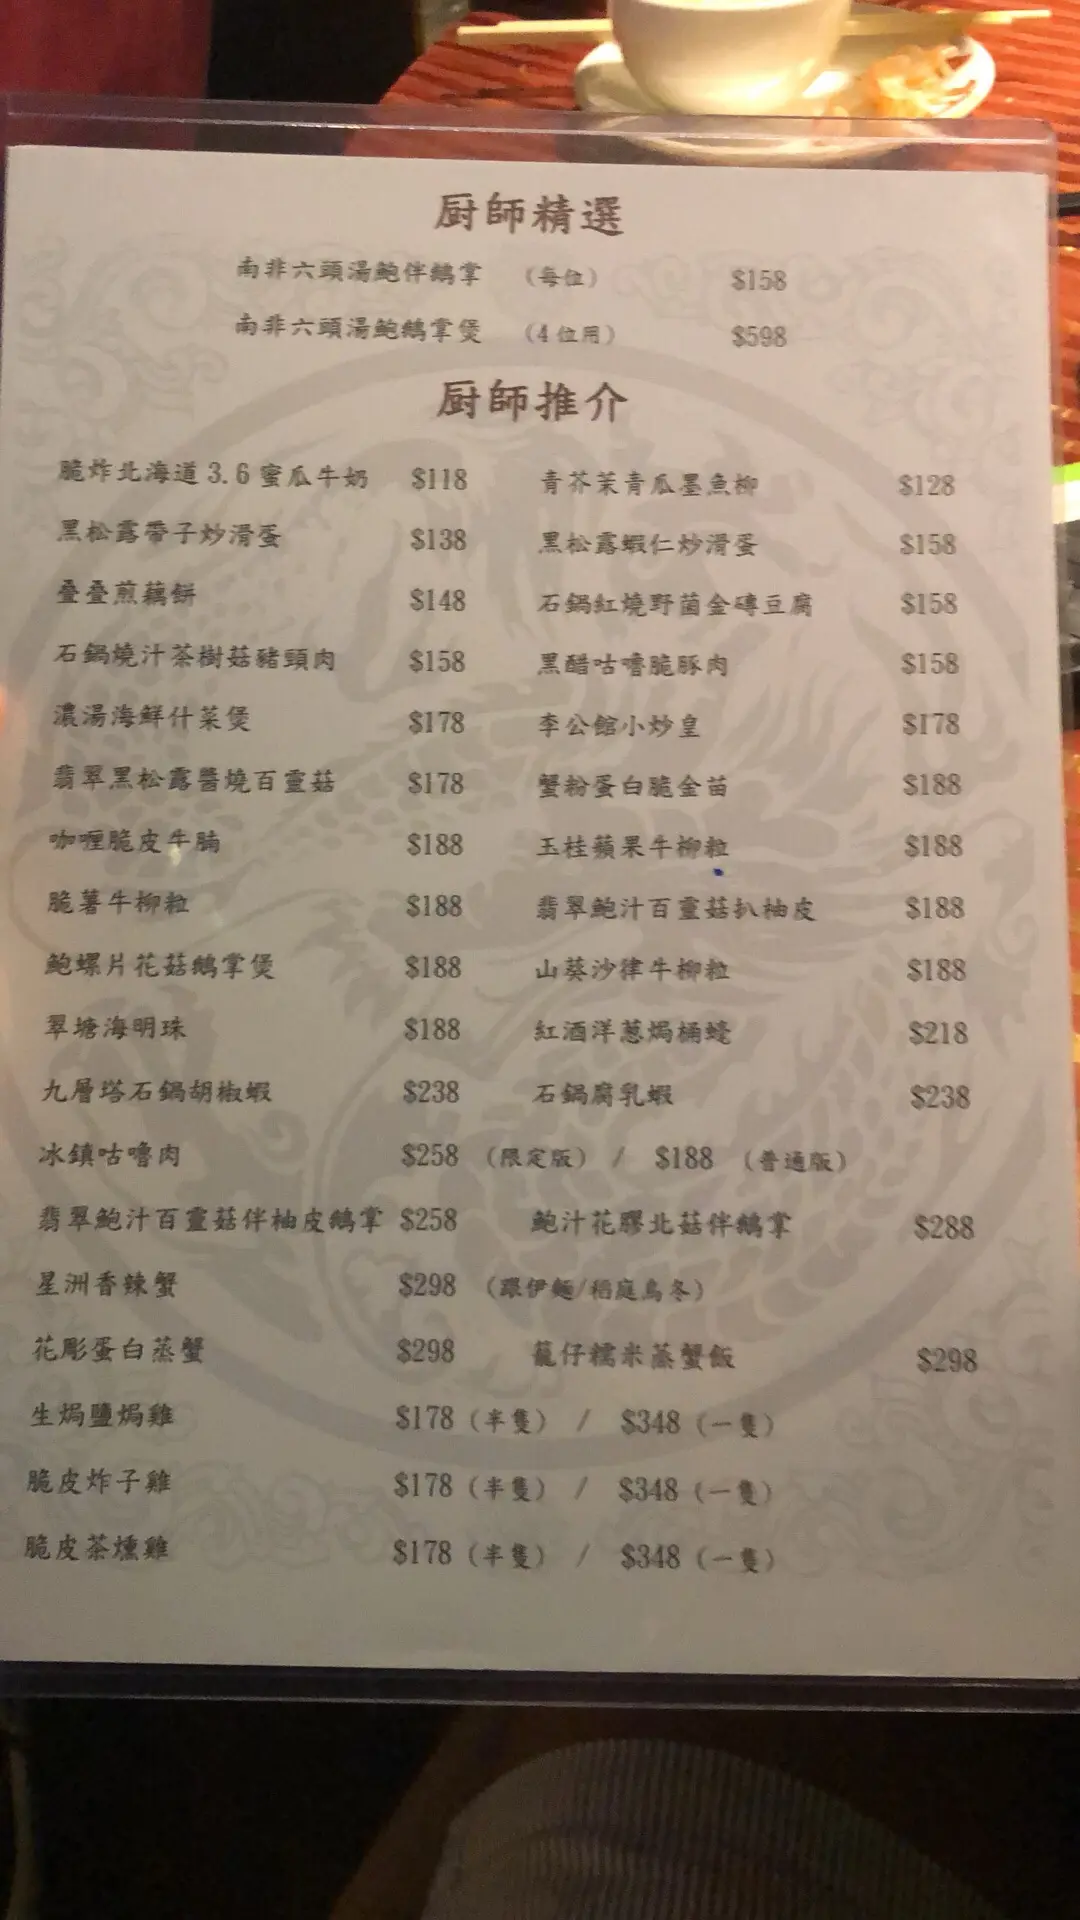 厨師精選
南非六頭湯鮑伴鵝掌 (每位) $158
南非六頭湯鮑鵝掌煲 (4位用) $598
厨師推介
脆炸北海道3.6蜜瓜牛奶 $118 青芥茉青瓜墨魚柳 $128
黑松露帶子炒滑蛋 $138 黑松露蝦仁炒滑蛋 $158
疊疊煎藕餅 $148 石鍋紅燒野菌金磚豆腐 $158
石鍋燒汁茶樹菇豬頸肉 $158 黑醋咕嚕脆豚肉 $158
濃湯海鮮什菜煲 $178 李公館小炒皇 $178
翡翠黑松露醬燒百靈菇 $178 蟹粉蛋白脆金苗 $188
咖喱脆皮牛腩 $188 玉桂蘋果牛柳粒 $188
脆薯牛柳粒 $188 翡翠鮑汁百靈菇扒柚皮 $188
鮑螺片花菇鵝掌煲 $188 山葵沙律牛柳粒 $188
翠塘海明珠 $188 紅酒洋蔥焗桶蠔 $218
九層塔石鍋胡椒蝦 $238 石鍋腐乳蝦 $238
冰鎮咕嚕肉 $258 (限定版) / $188 (普通版)
翡翠鮑汁百靈菇伴柚皮鵝掌 $258 鮑汁花膠北菇伴鵝掌 $288
星洲香辣蟹 $298 (跟伊麵/稻庭烏冬)
花彫蛋白蒸蟹 $298 籠仔糯米蒸蟹飯 $298
生焗鹽焗雞 $178 (半隻) / $348 (一隻)
脆皮炸子雞 $178 (半隻) / $348 (一隻)
脆皮茶燻雞 $178 (半隻) / $348 (一隻)